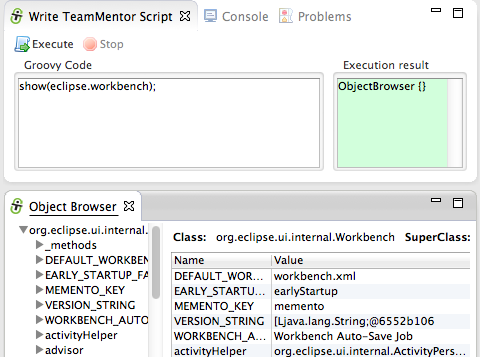 Write TeamMentor Script Console Problems
Execute Stop
Groovy Code Execution result
show(eclipse.workbench); ObjectBrowser {}
Object Browser
org.eclipse.ui.internal. Class: org.eclipse.ui.internal.Workbench SuperClass:
_methods
DEFAULT_WORKBEN
EARLY_STARTUP_FA
MEMENTO_KEY
VERSION_STRING
WORKBENCH_AUTO
activityHelper
advisor
Name Value
DEFAULT_WOR... workbench.xml
EARLY_STARTU... earlyStartup
MEMENTO_KEY memento
VERSION_STRING [Ljava.lang.String;@6552b106
WORKBENCH_A... Workbench Auto-Save Job
activityHelper org.eclipse.ui.internal.ActivityPers...